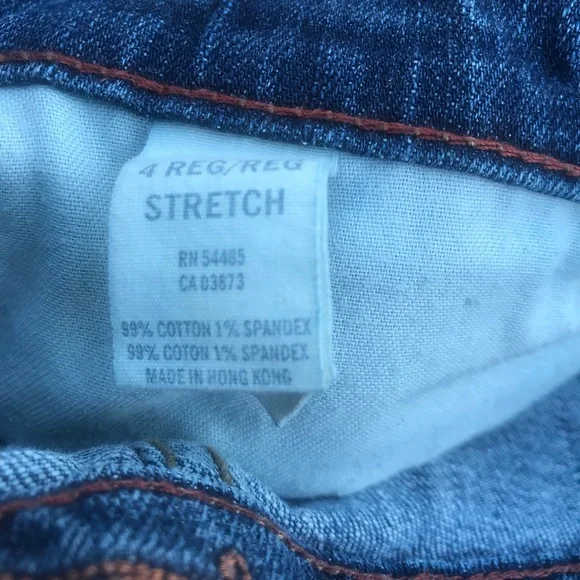 4 REG/REG
STRETCH
RN 54485
CA 03673
99% COTTON 1% SPANDEX
99% COTON 1% SPANDEX
MADE IN HONG KONG